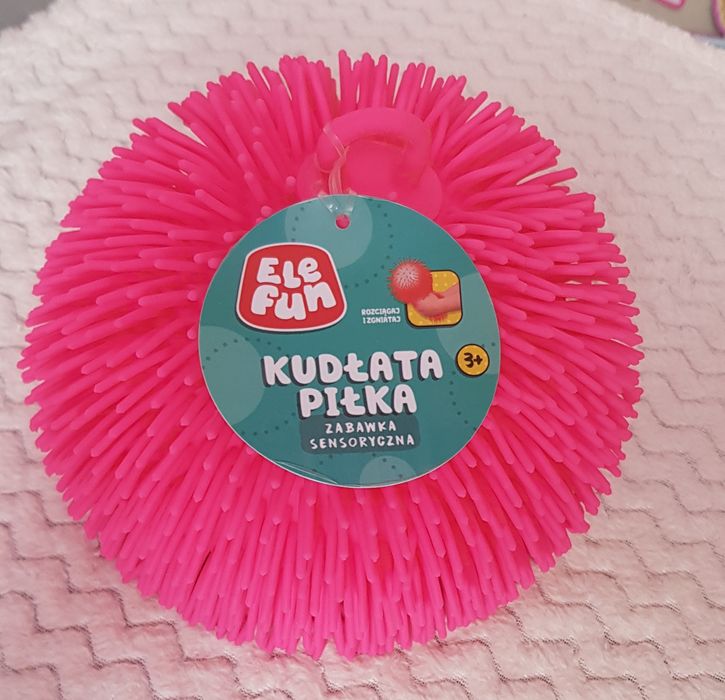 ELE
FUN
ROZCIĄGAJ
I ZGNIATAJ
KUDŁATA
PIŁKA
3+
ZABAWKA
SENSORYCZNA